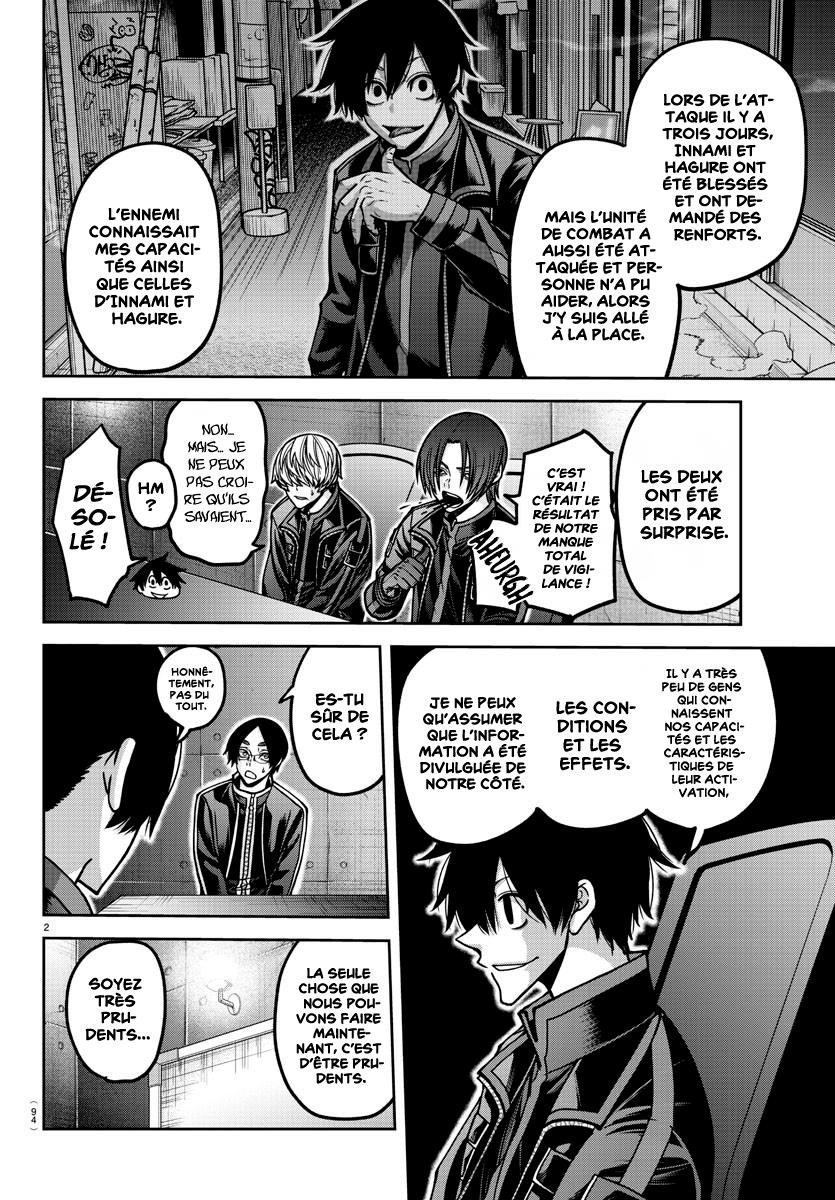 LORS DE L'AT-
TAQUE IL Y A
TROIS JOURS,
INNAMI ET
HAGURE ONT
ÉTÉ BLESSÉS
ET ONT DE-
MANDÉ DES
RENFORTS.
MAIS L'UNITÉ
DE COMBAT A
AUSSI ÉTÉ AT-
TAQUÉE ET PER-
SONNE N'A PU
AIDER, ALORS
J'Y SUIS ALLÉ
À LA PLACE.
L'ENNEMI
CONNAISSAIT
MES CAPACI-
TÉS AINSI
QUE CELLES
D'INNAMI ET
HAGURE.
LES DEUX
ONT ÉTÉ
PRIS PAR
SURPRISE.
C'EST
VRAI !
C'ÉTAIT LE
RÉSULTAT
DE NOTRE
MANQUE
TOTAL
DE VIGI-
LANCE !
AHEURGH
NON...
MAIS... JE
NE PEUX
PAS CROI-
RE QU'ILS
SAVAIENT...
HM
?
DÉ-
SO-
LÉ !
IL Y A TRÈS
PEU DE GENS
QUI CON-
NAISSENT
NOS CAPACI-
TÉS ET LES
CARACTÉRIS-
TIQUES DE
LEUR ACTI-
VATION,
LES CON-
DITIONS
ET LES
EFFETS.
JE NE PEUX
QU'ASSUMER
QUE L'INFOR-
MATION A ÉTÉ
DIVULGUÉE DE
NOTRE CÔTÉ.
ES-TU
SÛR DE
CELA ?
HONNÊ-
TEMENT,
PAS DU
TOUT.
LA SEULE
CHOSE QUE
NOUS POU-
VONS FAIRE
MAINTE-
NANT, C'EST
D'ÊTRE PRU-
DENTS.
SOYEZ
TRÈS
PRU-
DENTS...
2
(94)